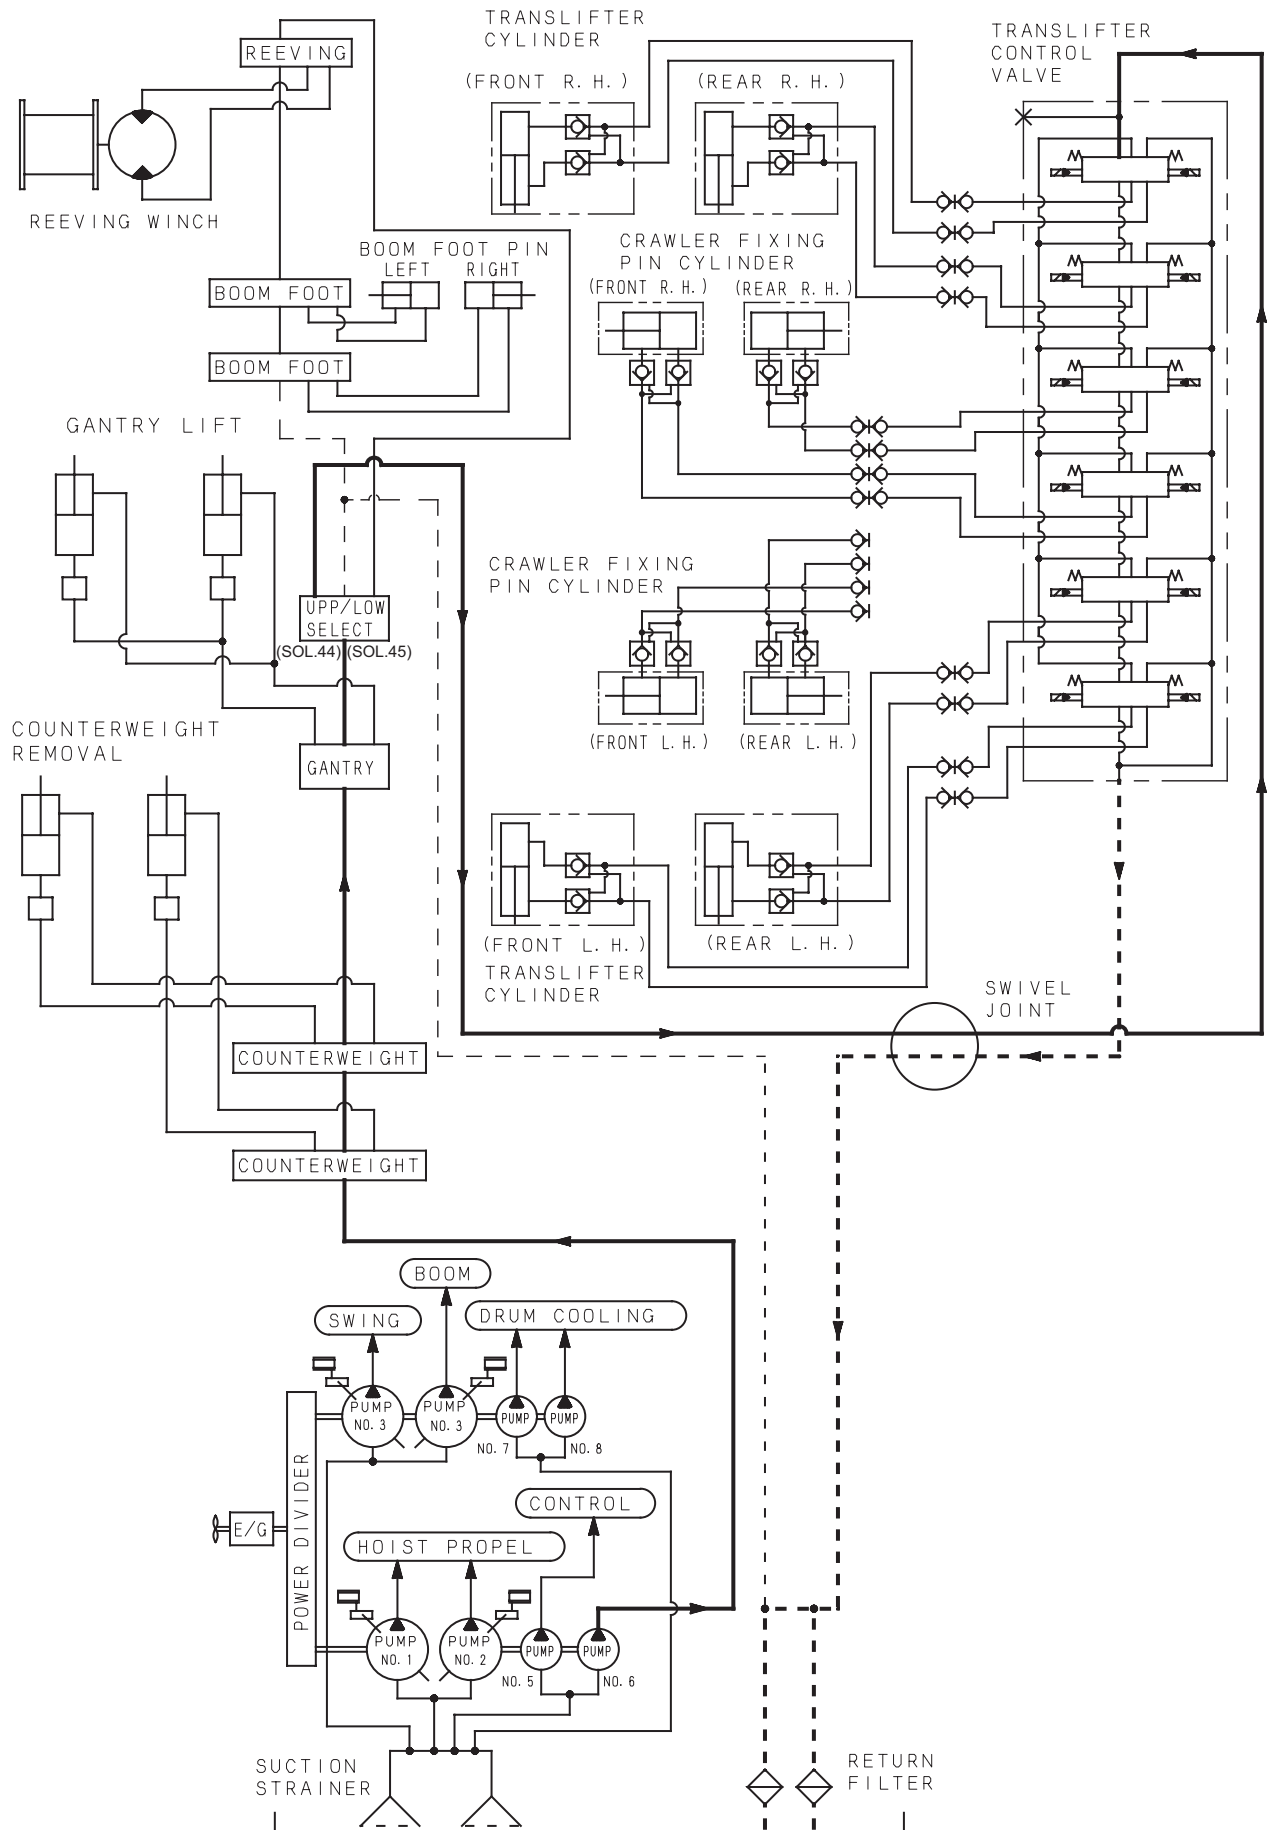 TRANSLIFTER
CYLINDER
TRANSLIFTER
CONTROL
VALVE
REEVING
(FRONT R. H. )
(REAR R. H. )
REEVING WINCH
BOOM FOOT PIN
LEFT
RIGHT
CRAWLER FIXING
PIN CYLINDER
(FRONT R. H. )
(REAR R. H. )
BOOM FOOT
BOOM FOOT
GANTRY LIFT
CRAWLER FIXING
PIN CYLINDER
UPP/LOW
SELECT
(SOL.44)
(SOL.45)
COUNTERWEIGHT
REMOVAL
GANTRY
(FRONT L. H. )
(REAR L. H. )
(FRONT L. H. )
(REAR L. H. )
TRANSLIFTER
CYLINDER
SWIVEL
JOINT
COUNTERWEIGHT
COUNTERWEIGHT
BOOM
SWING
DRUM COOLING
PUMP
NO. 3
PUMP
NO. 3
PUMP
PUMP
NO. 7
NO. 8
POWER DIVIDER
E/G
CONTROL
HOIST PROPEL
PUMP
NO. 1
PUMP
NO. 2
PUMP
PUMP
NO. 5
NO. 6
SUCTION
STRAINER
RETURN
FILTER